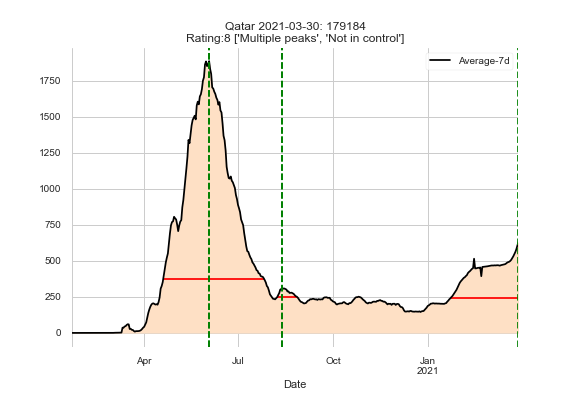 Qatar 2021-03-30: 179184
Rating:8 ['Multiple peaks', 'Not in control']
Average-7d
1750
1500
1250
1000
750
500
250
0
Apr
Jul
Oct
Jan
2021
Date